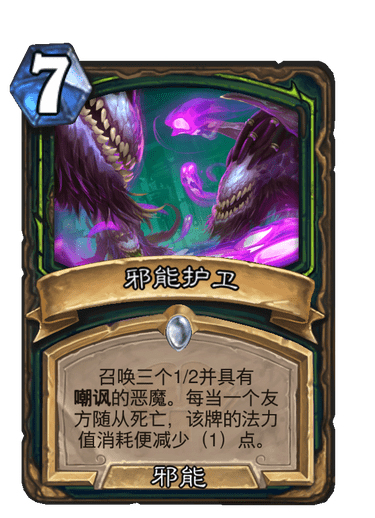 7
邪能护卫
召唤三个1/2并具有
嘲讽的恶魔。每当一个友
方随从死亡，该牌的法力
值消耗便减少（1）点。
邪能